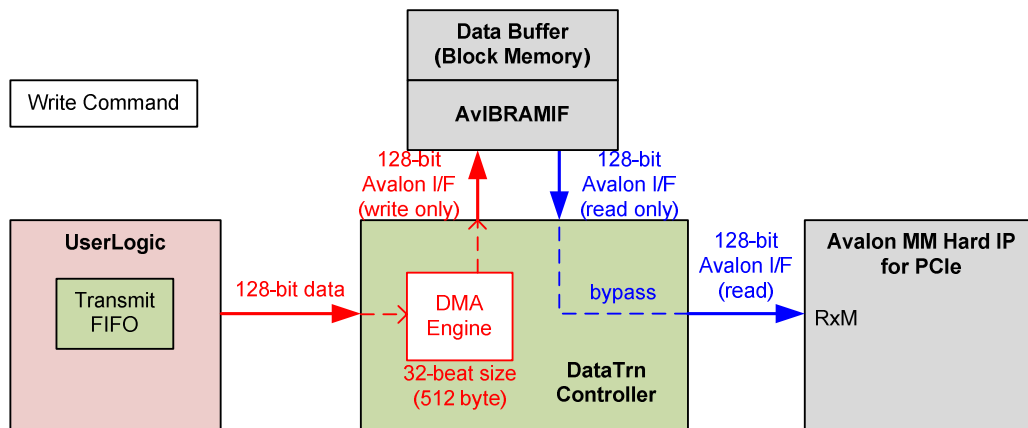 Data Buffer
(Block Memory)
Write Command
AvlBRAMIF
128-bit
Avalon I/F
(write only)
128-bit
Avalon I/F
(read only)
UserLogic
Transmit
FIFO
128-bit data
DMA
Engine
32-beat size
(512 byte)
bypass
DataTrn
Controller
128-bit
Avalon I/F
(read)
Avalon MM Hard IP
for PCIe
RxM